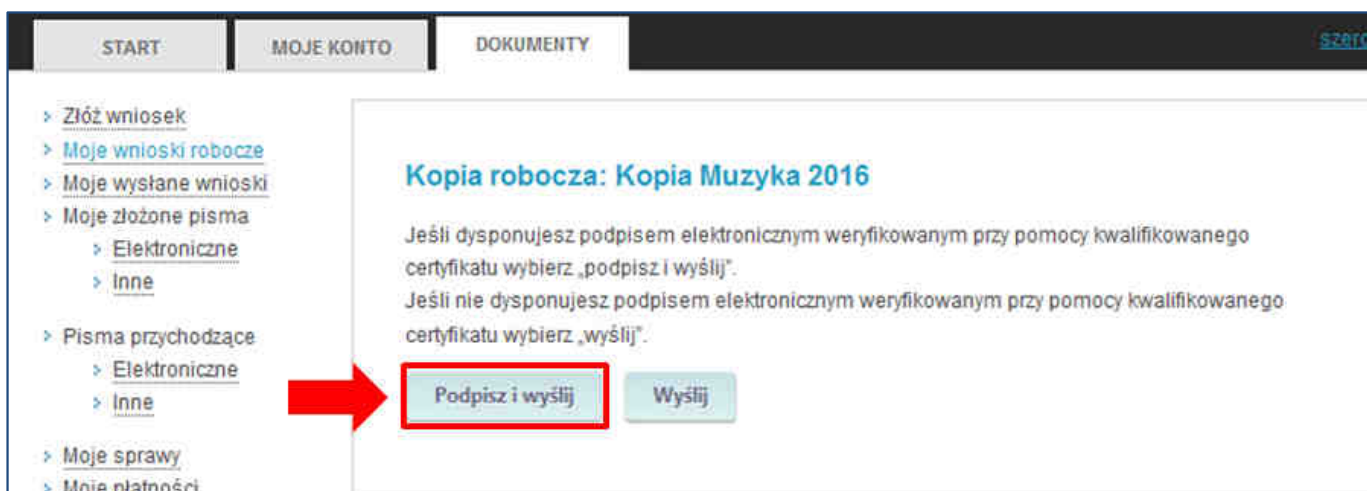 START
MOJE KONTO
DOKUMENTY
Złóż wniosek
Moje wnioski robocze
Moje wysłane wnioski
Moje złożone pisma
Elektroniczne
Inne
Pisma przychodzące
Elektroniczne
Inne
Moje sprawy
Moje płatności
Kopia robocza: Kopia Muzyka 2016
Jeśli dysponujesz podpisem elektronicznym weryfikowanym przy pomocy kwalifikowanego
certyfikatu wybierz „podpisz i wyślij”.
Jeśli nie dysponujesz podpisem elektronicznym weryfikowanym przy pomocy kwalifikowanego
certyfikatu wybierz „wyślij”.
Podpisz i wyślij
Wyślij